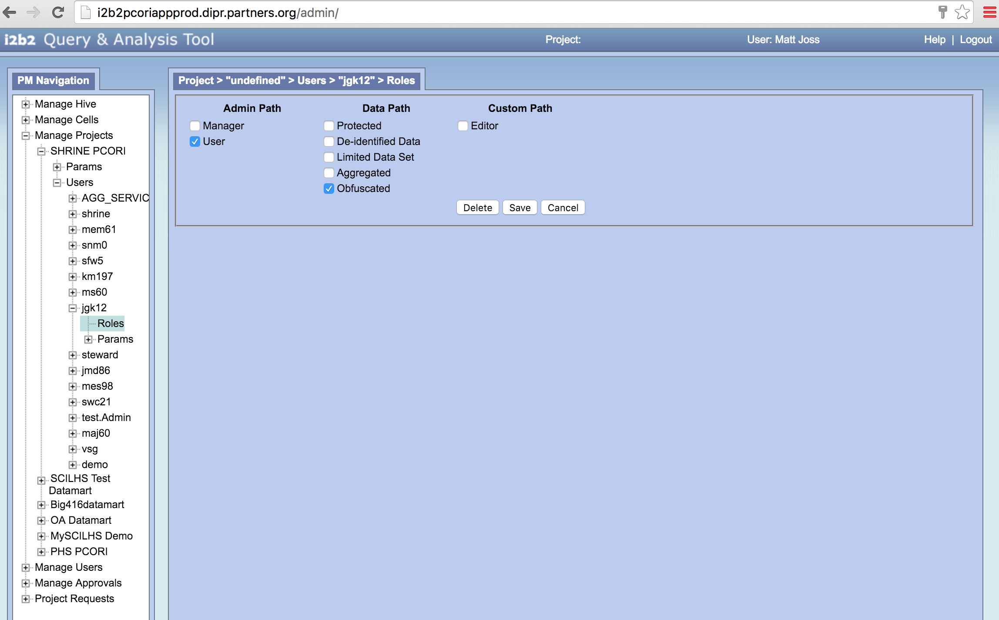 i2b2pcoriappprod.dipr.partners.org/admin/
i2b2 Query & Analysis Tool
Project:
User: Matt Joss
Help | Logout
PM Navigation
Manage Hive
Manage Cells
Manage Projects
SHRINE PCORI
Params
Users
AGG_SERVIC
shrine
mem61
snm0
sfw5
km197
ms60
jgk12
Roles
Params
steward
jmd86
mes98
swc21
test.Admin
maj60
vsg
demo
SCILHS Test
Datamart
Big416datamart
OA Datamart
MySCILHS Demo
PHS PCORI
Manage Users
Manage Approvals
Project Requests
Project > "undefined" > Users > "jgk12" > Roles
Admin Path Data Path Custom Path
Manager Protected Editor
User De-identified Data
Limited Data Set
Aggregated
Obfuscated
Delete Save Cancel